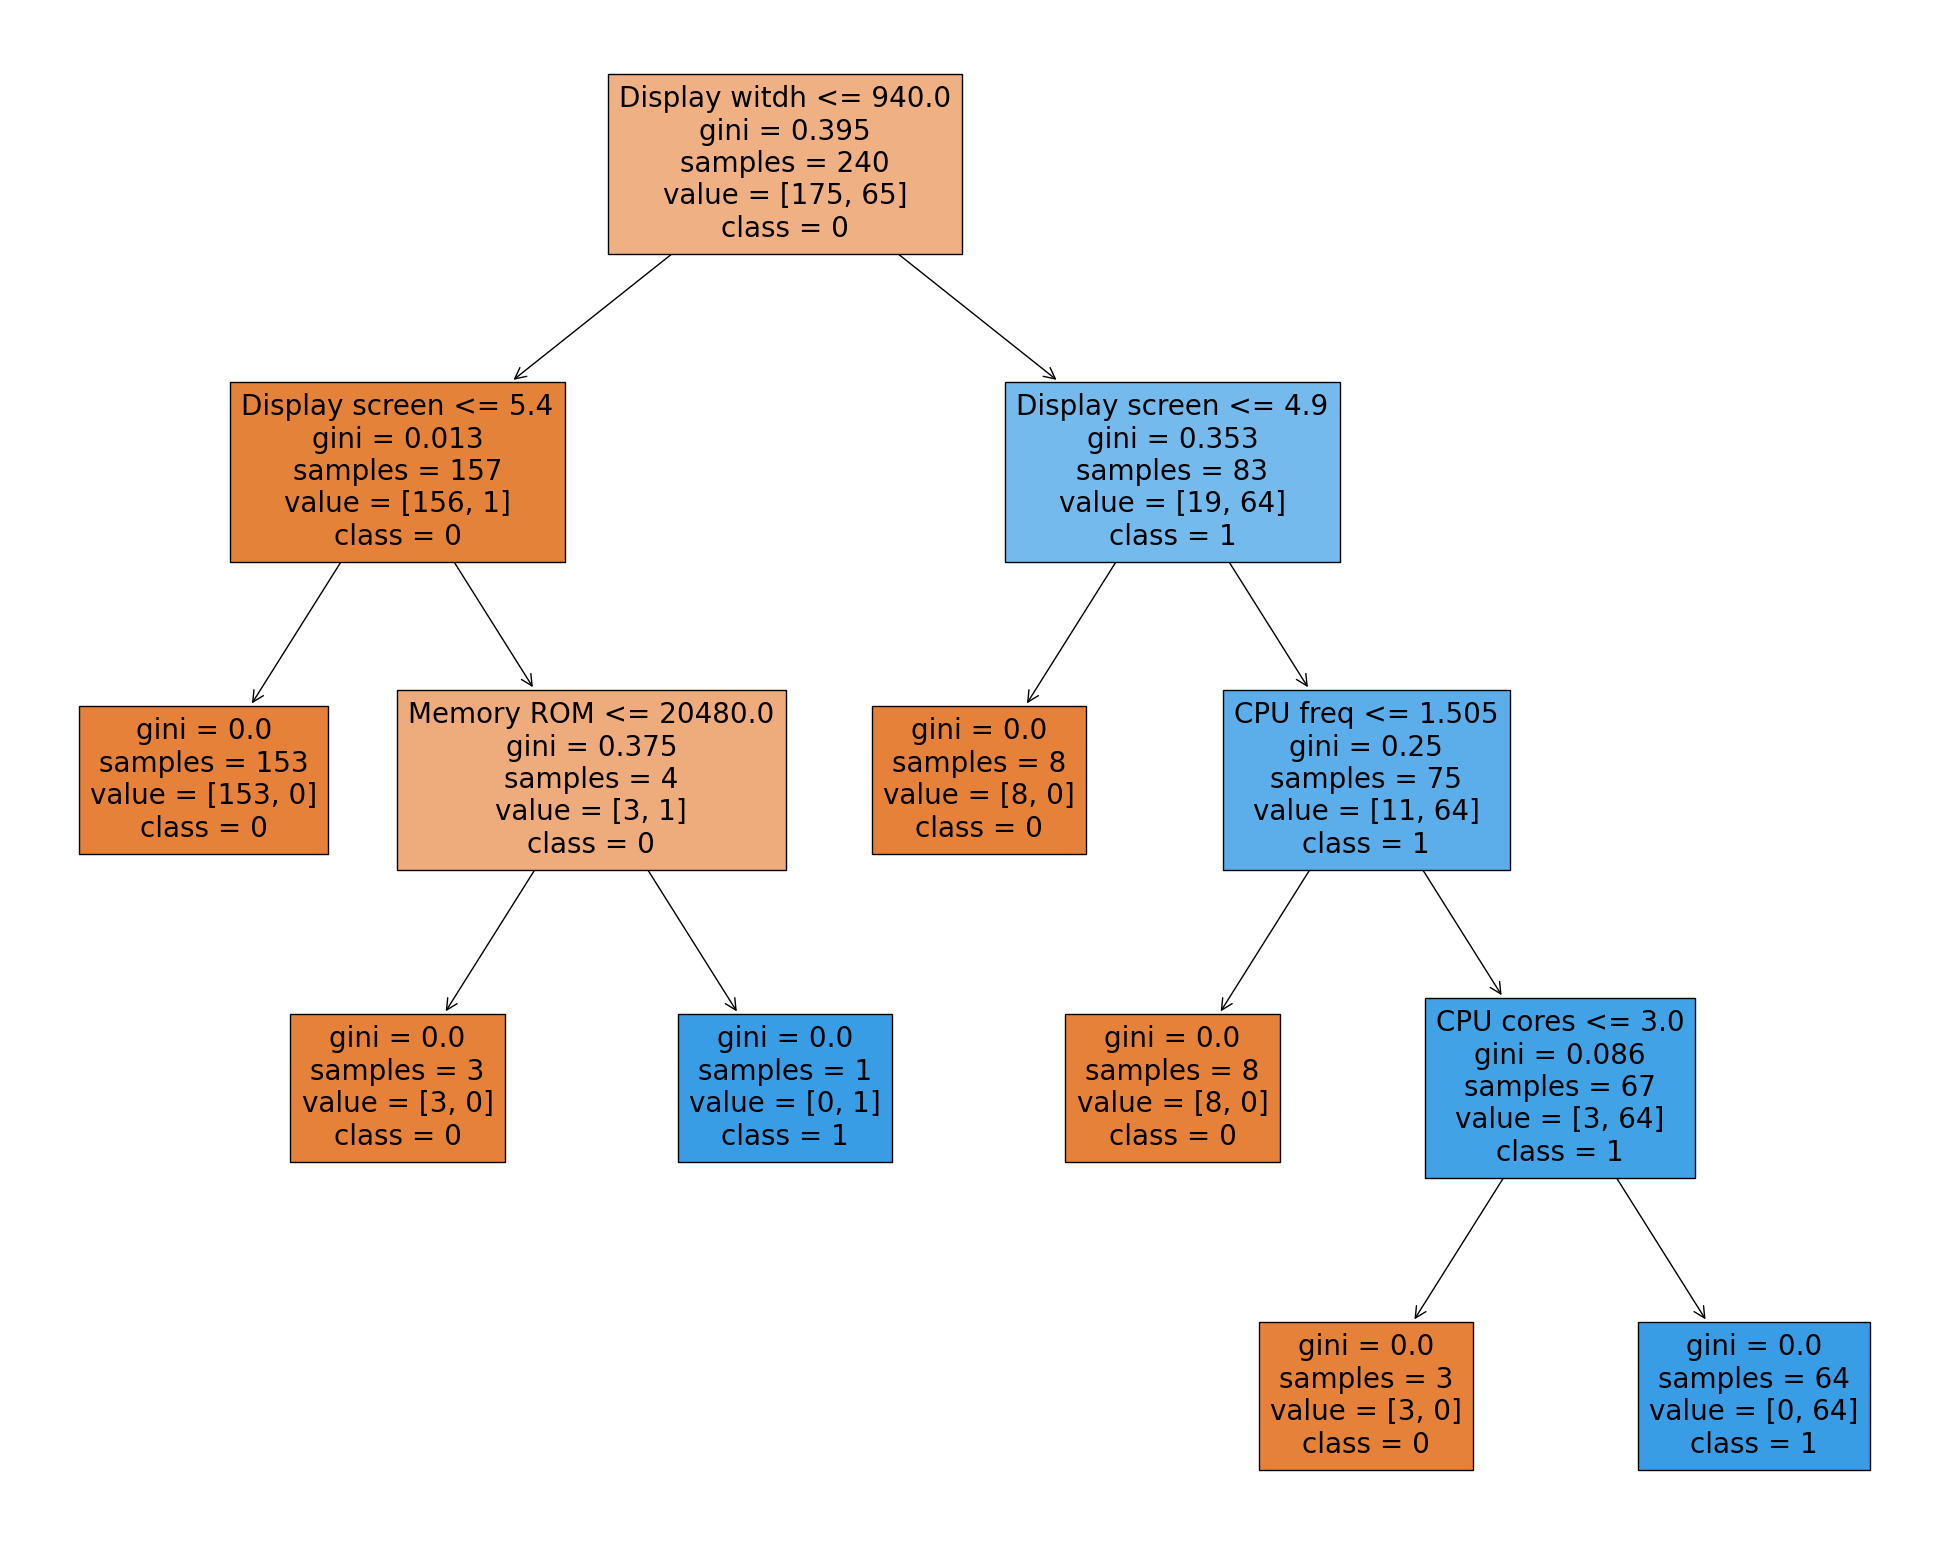 Display witdh <= 940.0
gini = 0.395
samples = 240
value = [175, 65]
class = 0
Display screen <= 5.4
gini = 0.013
samples = 157
value = [156, 1]
class = 0
Display screen <= 4.9
gini = 0.353
samples = 83
value = [19, 64]
class = 1
gini = 0.0
samples = 153
value = [153, 0]
class = 0
Memory ROM <= 20480.0
gini = 0.375
samples = 4
value = [3, 1]
class = 0
gini = 0.0
samples = 8
value = [8, 0]
class = 0
CPU freq <= 1.505
gini = 0.25
samples = 75
value = [11, 64]
class = 1
gini = 0.0
samples = 3
value = [3, 0]
class = 0
gini = 0.0
samples = 1
value = [0, 1]
class = 1
gini = 0.0
samples = 8
value = [8, 0]
class = 0
CPU cores <= 3.0
gini = 0.086
samples = 67
value = [3, 64]
class = 1
gini = 0.0
samples = 3
value = [3, 0]
class = 0
gini = 0.0
samples = 64
value = [0, 64]
class = 1